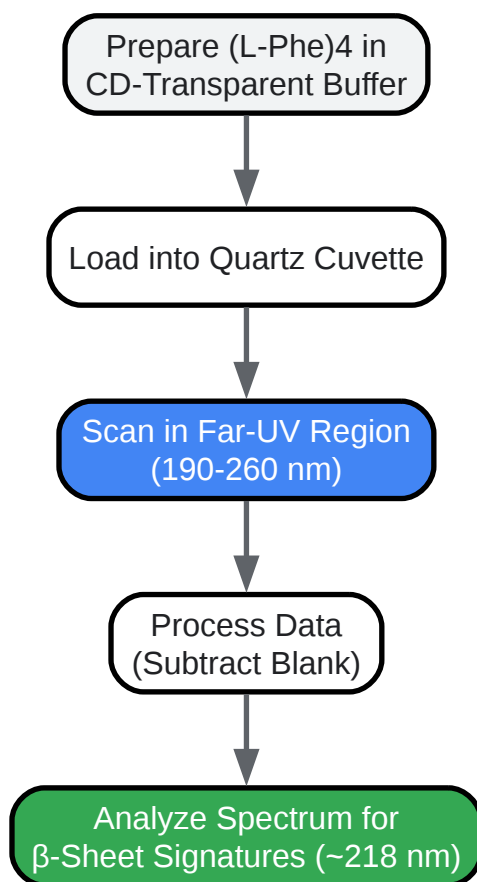 Prepare (L-Phe)4 in
CD-Transparent Buffer
Load into Quartz Cuvette
Scan in Far-UV Region
(190-260 nm)
Process Data
(Subtract Blank)
Analyze Spectrum for
β-Sheet Signatures (~218 nm)